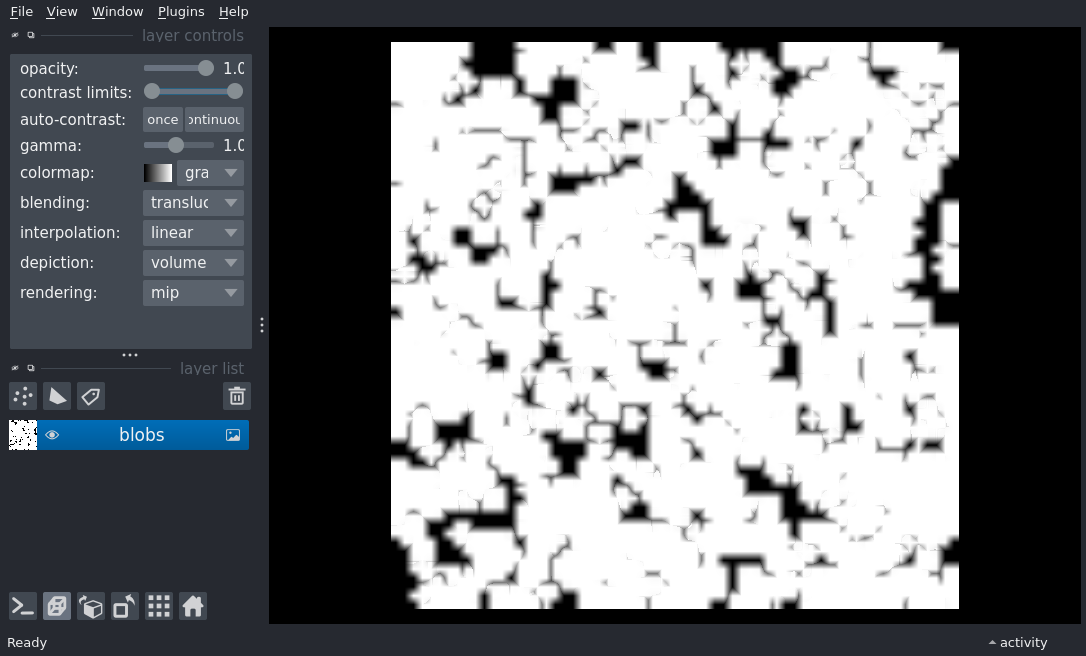 File View Window Plugins Help
layer controls
opacity: 1.0
contrast limits:
auto-contrast: once ontinuou
gamma: 1.0
colormap: gra
blending: transluc
interpolation: linear
depiction: volume
rendering: mip
layer list
blobs
Ready activity